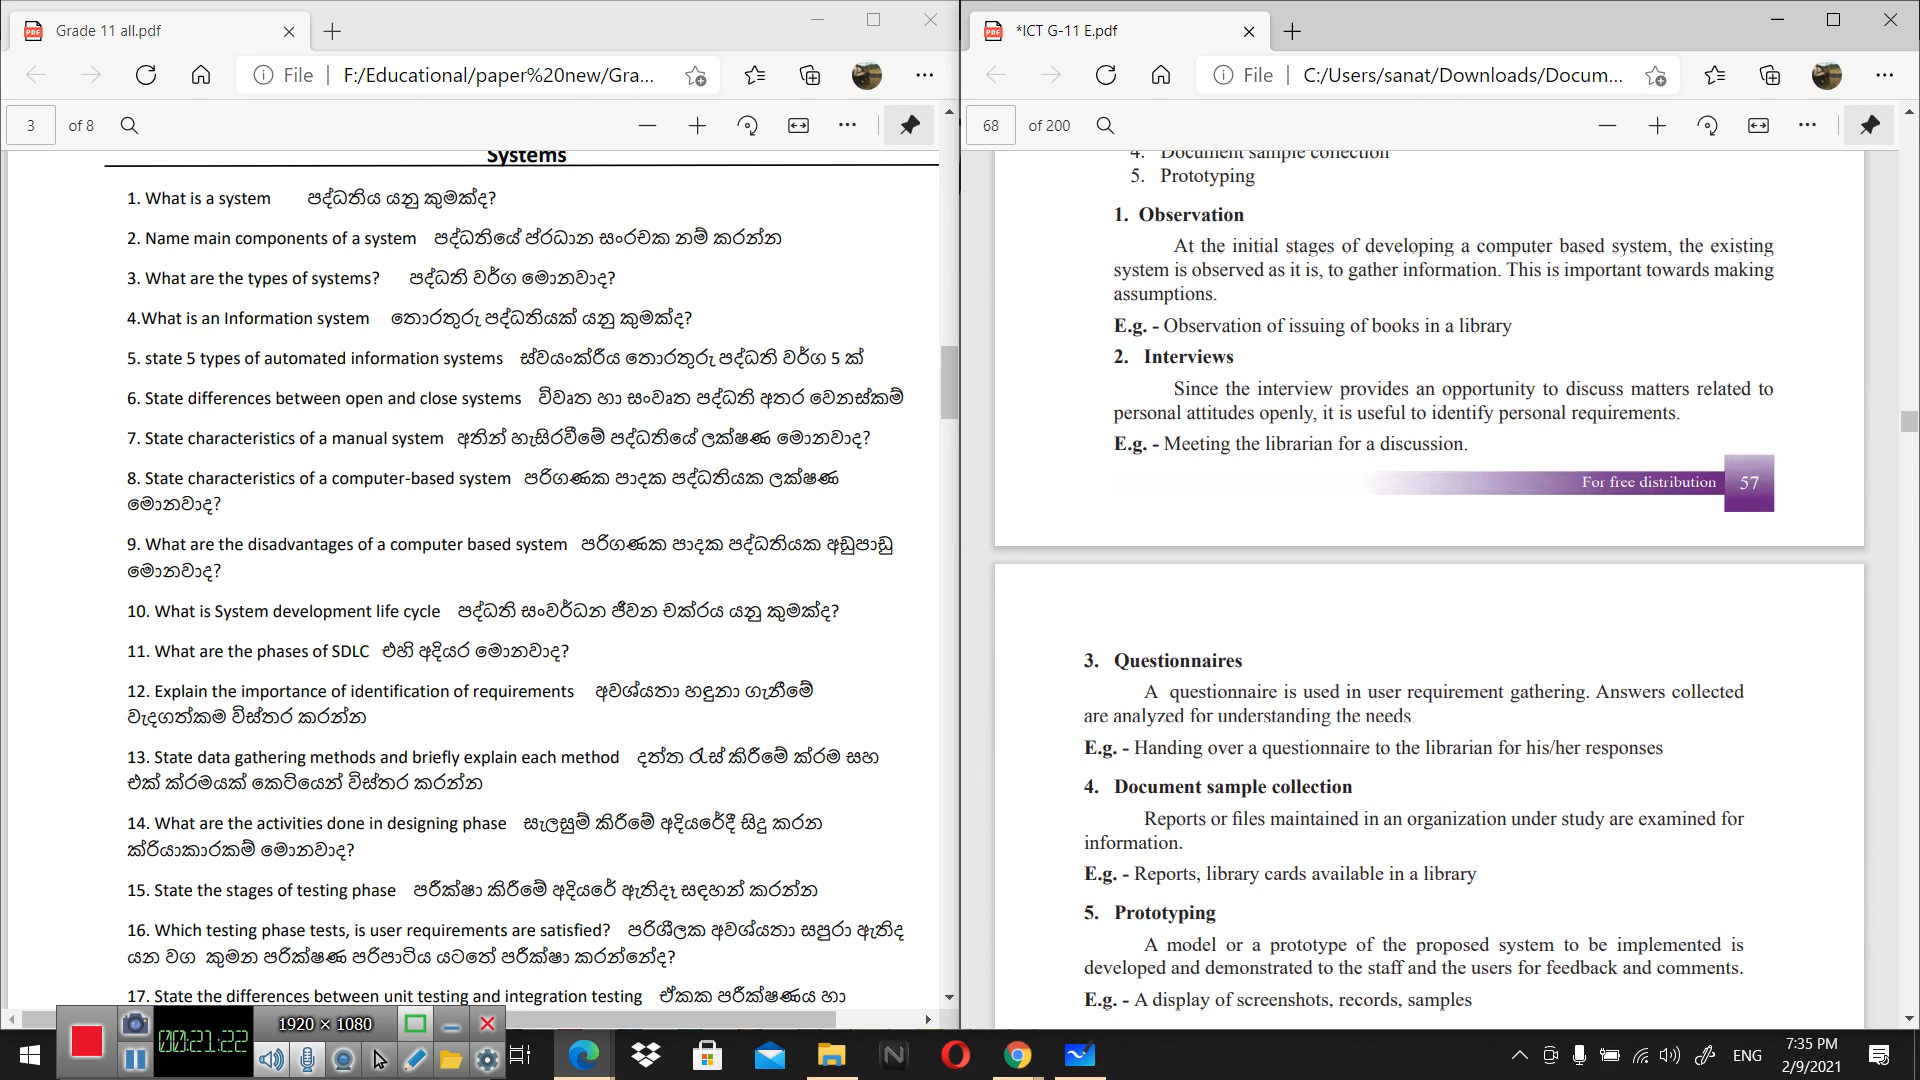 Grade 11 all.pdf
File
F:/Educational/paper%20new/Gra...
3
of 8
Systems
1. What is a system පද්ධතිය යනු කුමක්ද?
2. Name main components of a system පද්ධතියේ ප්රධාන සංරචක නම් කරන්න
3. What are the types of systems? පද්ධති වර්ග මොනවාද?
4.What is an Information system තොරතුරු පද්ධතියක් යනු කුමක්ද?
5. state 5 types of automated information systems ස්වයංක්රීය තොරතුරු පද්ධති වර්ග 5 ක්
6. State differences between open and close systems විවෘත හා සංවෘත පද්ධති අතර වෙනස්කම්
7. State characteristics of a manual system අතින් හැසිරවීමේ පද්ධතියේ ලක්ෂණ මොනවාද?
8. State characteristics of a computer-based system පරිගණක පාදක පද්ධතියක ලක්ෂණ
මොනවාද?
9. What are the disadvantages of a computer based system පරිගණක පාදක පද්ධතියක අඩුපාඩු
මොනවාද?
10. What is System development life cycle පද්ධති සංවර්ධන ජීවන චක්රය යනු කුමක්ද?
11. What are the phases of SDLC එහි අදියර මොනවාද?
12. Explain the importance of identification of requirements අවශ්යතා හඳුනා ගැනීමේ
වැදගත්කම විස්තර කරන්න
13. State data gathering methods and briefly explain each method දත්ත රැස් කිරීමේ ක්රම සහ
එක් ක්රමයක් කෙටියෙන් විස්තර කරන්න
14. What are the activities done in designing phase සැලසුම් කිරීමේ අදියරේදී සිදු කරන
ක්රියාකාරකම් මොනවාද?
15. State the stages of testing phase පරීක්ෂා කිරීමේ අදියරේ ඇතිදෑ සඳහන් කරන්න
16. Which testing phase tests, is user requirements are satisfied? පරිශීලක අවශ්යතා සපුරා ඇතිද
යන වග කුමන පරික්ෂණ පරිපාටිය යටතේ පරීක්ෂා කරන්නේද?
17. State the differences between unit testing and integration testing ඒකක පරීක්ෂණය හා
*ICT G-11 E.pdf
File
C:/Users/sanat/Downloads/Docum...
68
of 200
4. Document sample collection
5. Prototyping
1. Observation
At the initial stages of developing a computer based system, the existing
system is observed as it is, to gather information. This is important towards making
assumptions.
E.g. - Observation of issuing of books in a library
2. Interviews
Since the interview provides an opportunity to discuss matters related to
personal attitudes openly, it is useful to identify personal requirements.
E.g. - Meeting the librarian for a discussion.
For free distribution 57
3. Questionnaires
A questionnaire is used in user requirement gathering. Answers collected
are analyzed for understanding the needs
E.g. - Handing over a questionnaire to the librarian for his/her responses
4. Document sample collection
Reports or files maintained in an organization under study are examined for
information.
E.g. - Reports, library cards available in a library
5. Prototyping
A model or a prototype of the proposed system to be implemented is
developed and demonstrated to the staff and the users for feedback and comments.
E.g. - A display of screenshots, records, samples
00:21:22
1920 × 1080
ENG
7:35 PM
2/9/2021